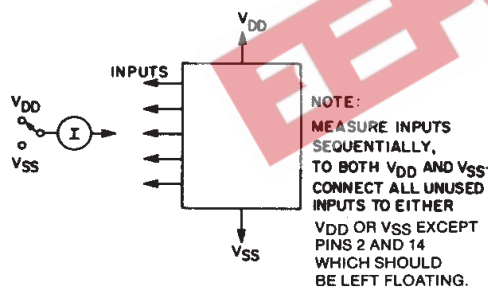 VDD
INPUTS
VDD
I
VSS
VSS
NOTE:
MEASURE INPUTS
SEQUENTIALLY,
TO BOTH VDD AND VSS.
CONNECT ALL UNUSED
INPUTS TO EITHER
VDD OR VSS EXCEPT
PINS 2 AND 14
WHICH SHOULD
BE LEFT FLOATING.